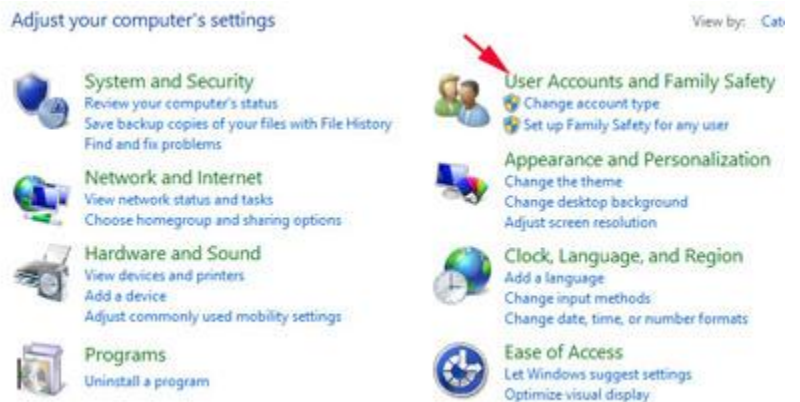 Adjust your computer's settings
View by:
System and Security
Review your computer's status
Save backup copies of your files with File History
Find and fix problems
Network and Internet
View network status and tasks
Choose homegroup and sharing options
Hardware and Sound
View devices and printers
Add a device
Adjust commonly used mobility settings
Programs
Uninstall a program
User Accounts and Family Safety
Change account type
Set up Family Safety for any user
Appearance and Personalization
Change the theme
Change desktop background
Adjust screen resolution
Clock, Language, and Region
Add a language
Change input methods
Change date, time, or number formats
Ease of Access
Let Windows suggest settings
Optimize visual display